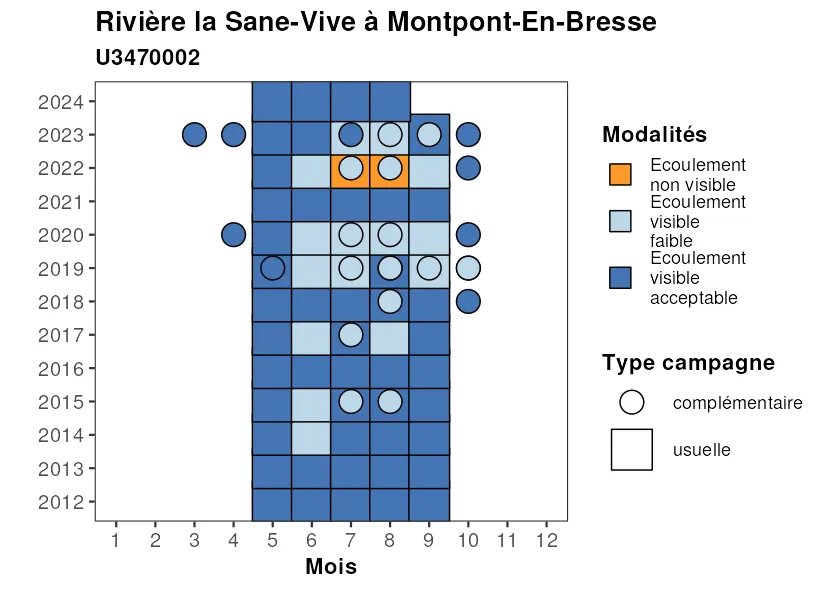 Rivière la Sane-Vive à Montpont-En-Bresse
U3470002
2024
2023
2022
2021
2020
2019
2018
2017
2016
2015
2014
2013
2012
1 2 3 4 5 6 7 8 9 10 11 12
Mois
Modalités
Ecoulement
non visible
Ecoulement
visible
faible
Ecoulement
visible
acceptable
Type campagne
complémentaire
usuelle